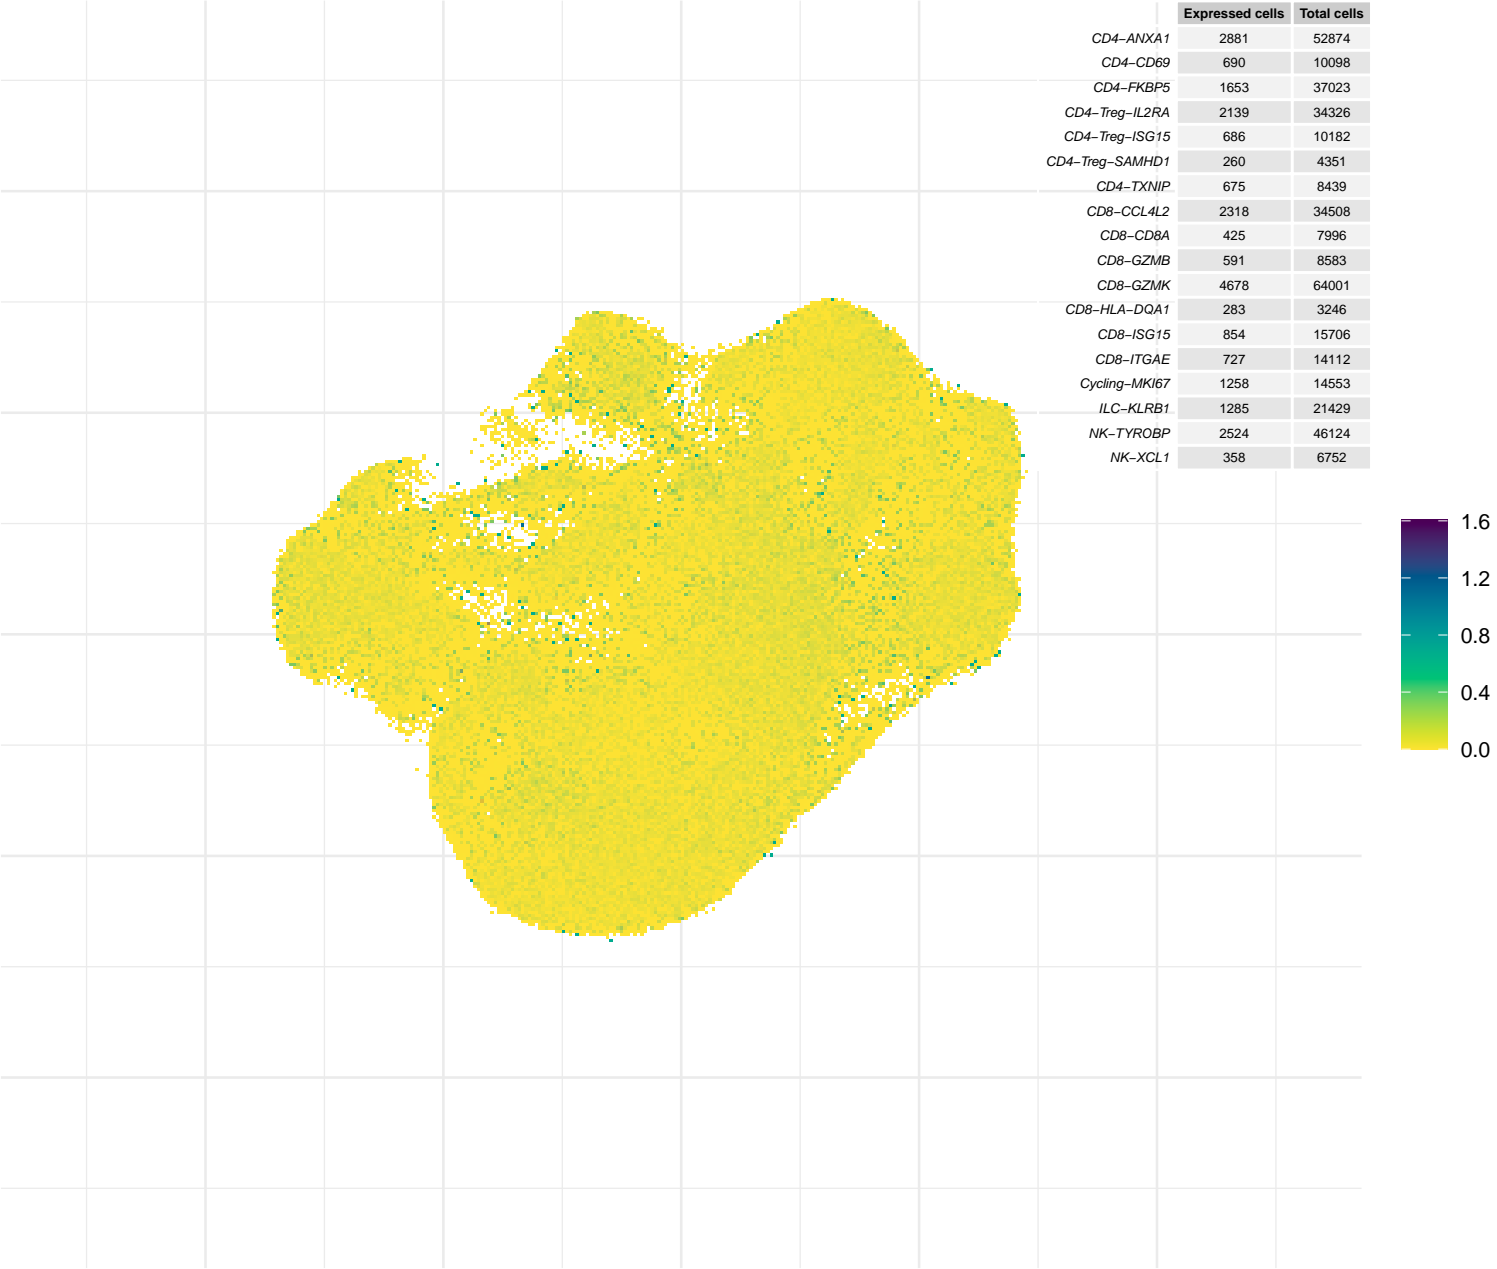 Expressed cells Total cells
CD4−ANXA1 2881 52874
CD4−CD69 690 10098
CD4−FKBP5 1653 37023
CD4−Treg−IL2RA 2139 34326
CD4−Treg−ISG15 686 10182
CD4−Treg−SAMHD1 260 4351
CD4−TXNIP 675 8439
CD8−CCL4L2 2318 34508
CD8−CD8A 425 7996
CD8−GZMB 591 8583
CD8−GZMK 4678 64001
CD8−HLA−DQA1 283 3246
CD8−ISG15 854 15706
CD8−ITGAE 727 14112
Cycling−MKI67 1258 14553
ILC−KLRB1 1285 21429
NK−TYROBP 2524 46124
NK−XCL1 358 6752
1.6
1.2
0.8
0.4
0.0